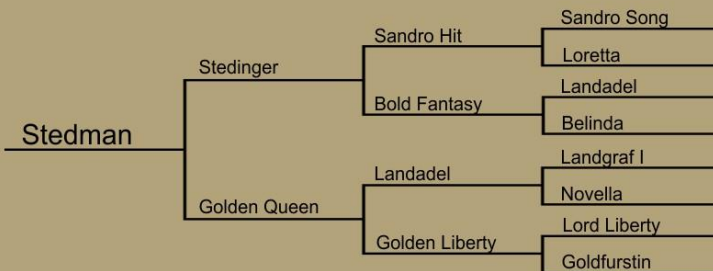 Sandro Song
Sandro Hit
Loretta
Stedinger
Landadel
Bold Fantasy
Belinda
Stedman
Landgraf I
Landadel
Novella
Golden Queen
Lord Liberty
Golden Liberty
Goldfurstin